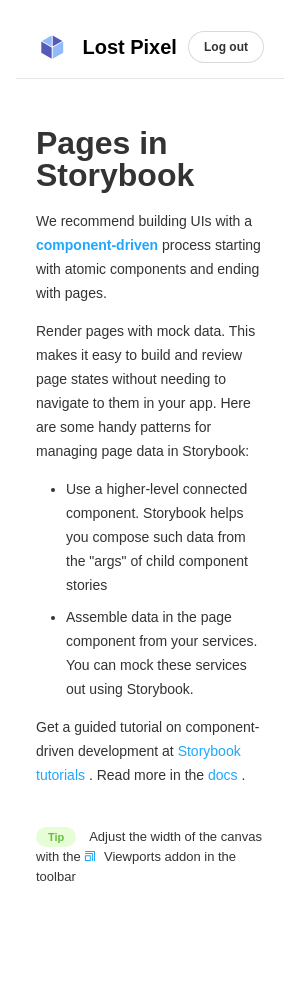 Lost Pixel
Log out
Pages in
Storybook
We recommend building UIs with a
component-driven process starting
with atomic components and ending
with pages.
Render pages with mock data. This
makes it easy to build and review
page states without needing to
navigate to them in your app. Here
are some handy patterns for
managing page data in Storybook:
Use a higher-level connected
component. Storybook helps
you compose such data from
the "args" of child component
stories
Assemble data in the page
component from your services.
You can mock these services
out using Storybook.
Get a guided tutorial on component-
driven development at Storybook
tutorials . Read more in the docs .
Tip Adjust the width of the canvas
with the Viewports addon in the
toolbar